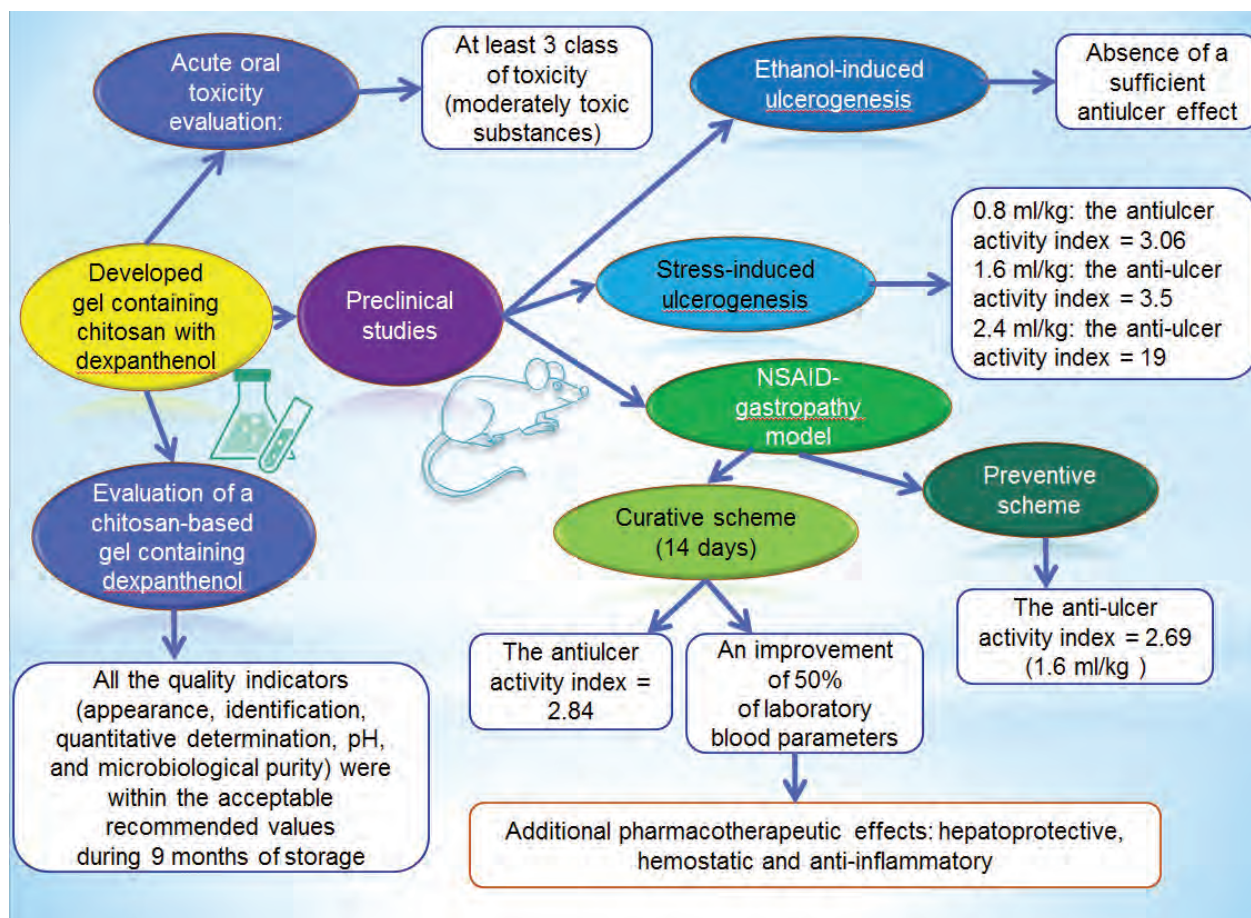 Acute oral
toxicity
evaluation:
At least 3 class
of toxicity
(moderately toxic
substances)
Ethanol-induced
ulcerogenesis
Absence of a
sufficient
antiulcer effect
Developed
gel containing
chitosan with
dexpanthenol
Preclinical
studies
Stress-induced
ulcerogenesis
0.8 ml/kg: the antiulcer
activity index = 3.06
1.6 ml/kg: the anti-ulcer
activity index = 3.5
2.4 ml/kg: the anti-ulcer
activity index = 19
NSAID-
gastropathy
model
Evaluation of a
chitosan-based
gel containing
dexpanthenol
Curative scheme
(14 days)
Preventive
scheme
All the quality indicators
(appearance, identification,
quantitative determination, pH,
and microbiological purity) were
within the acceptable
recommended values
during 9 months of storage
The antiulcer
activity index =
2.84
An improvement
of 50%
of laboratory
blood parameters
The anti-ulcer
activity index = 2.69
(1.6 ml/kg )
Additional pharmacotherapeutic effects: hepatoprotective,
hemostatic and anti-inflammatory